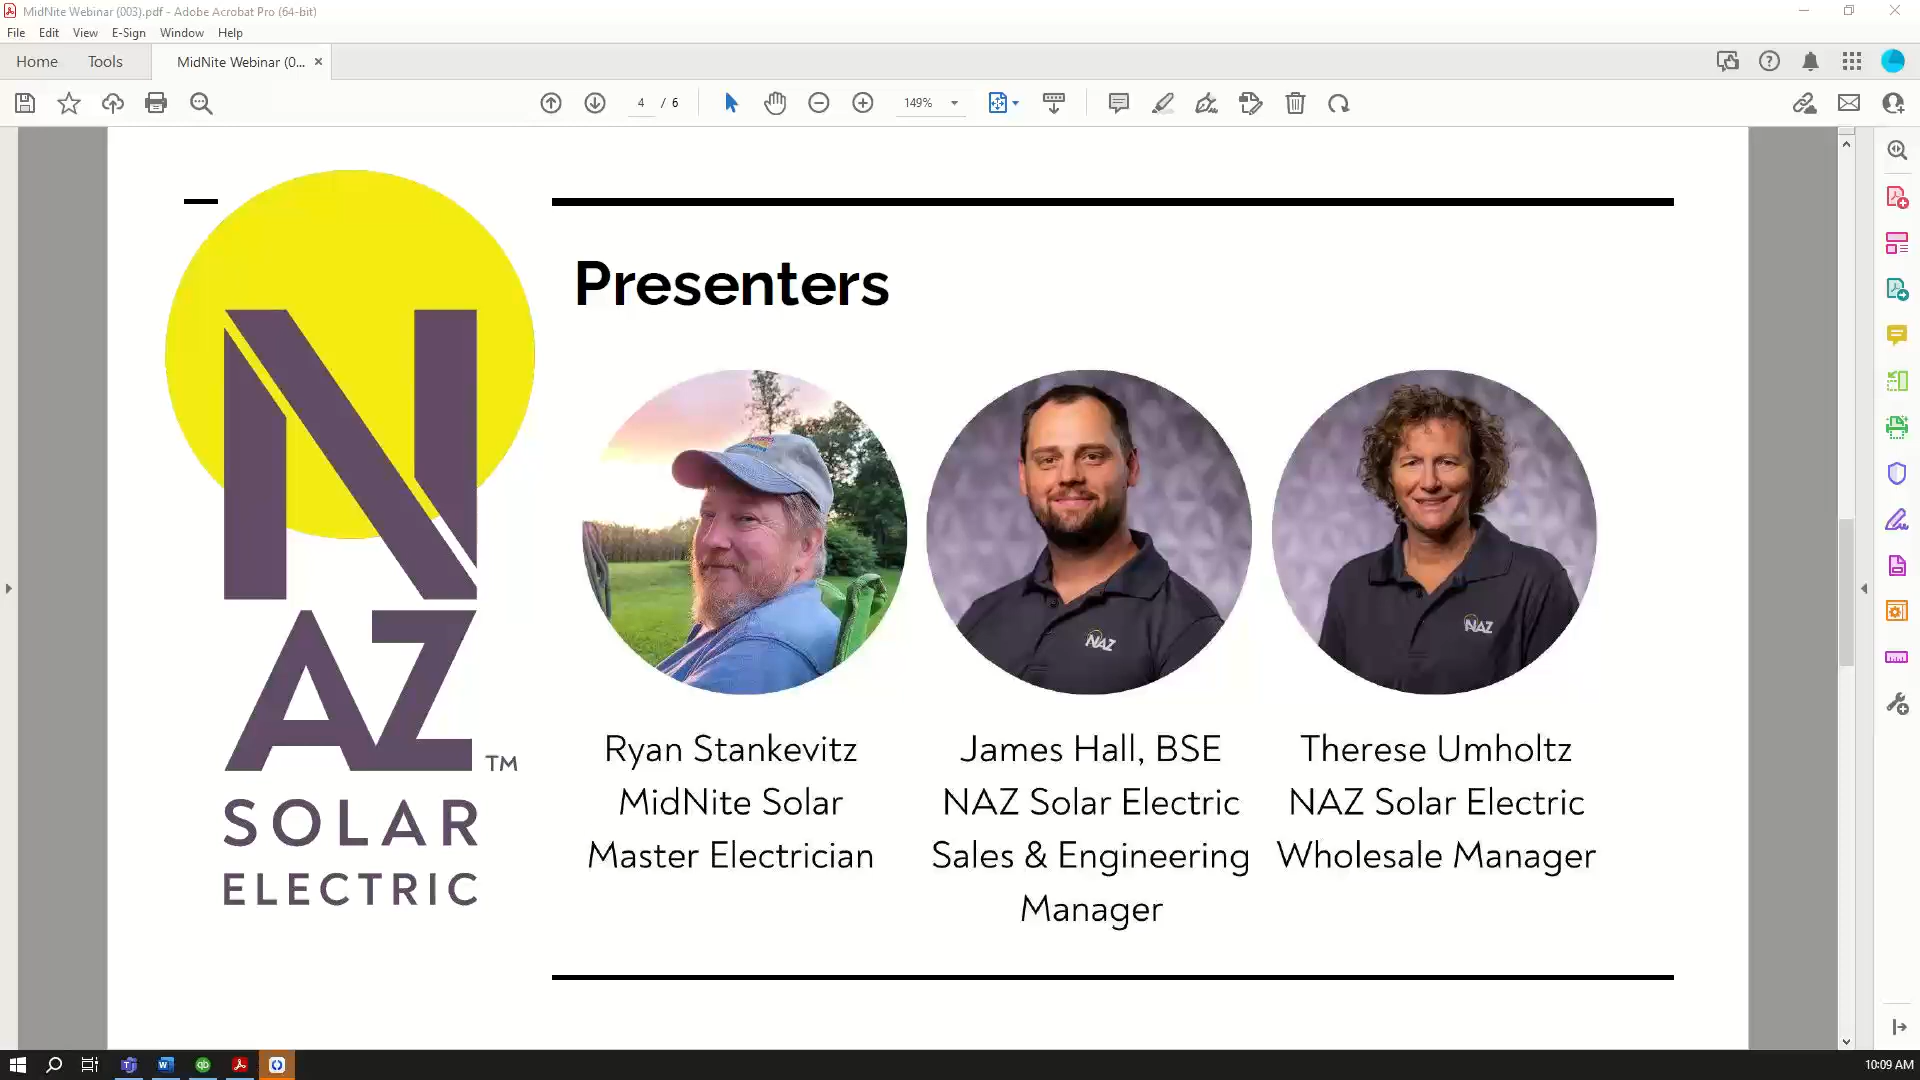 MidNite Webinar (003).pdf - Adobe Acrobat Pro (64-bit)
File Edit View E-Sign Window Help
Home Tools MidNite Webinar (0... ×
4 / 6 149%
Presenters
N
AZ TM
SOLAR
ELECTRIC
NAZ
NAZ
Ryan Stankevitz
MidNite Solar
Master Electrician
James Hall, BSE
NAZ Solar Electric
Sales & Engineering
Manager
Therese Umholtz
NAZ Solar Electric
Wholesale Manager
10:09 AM